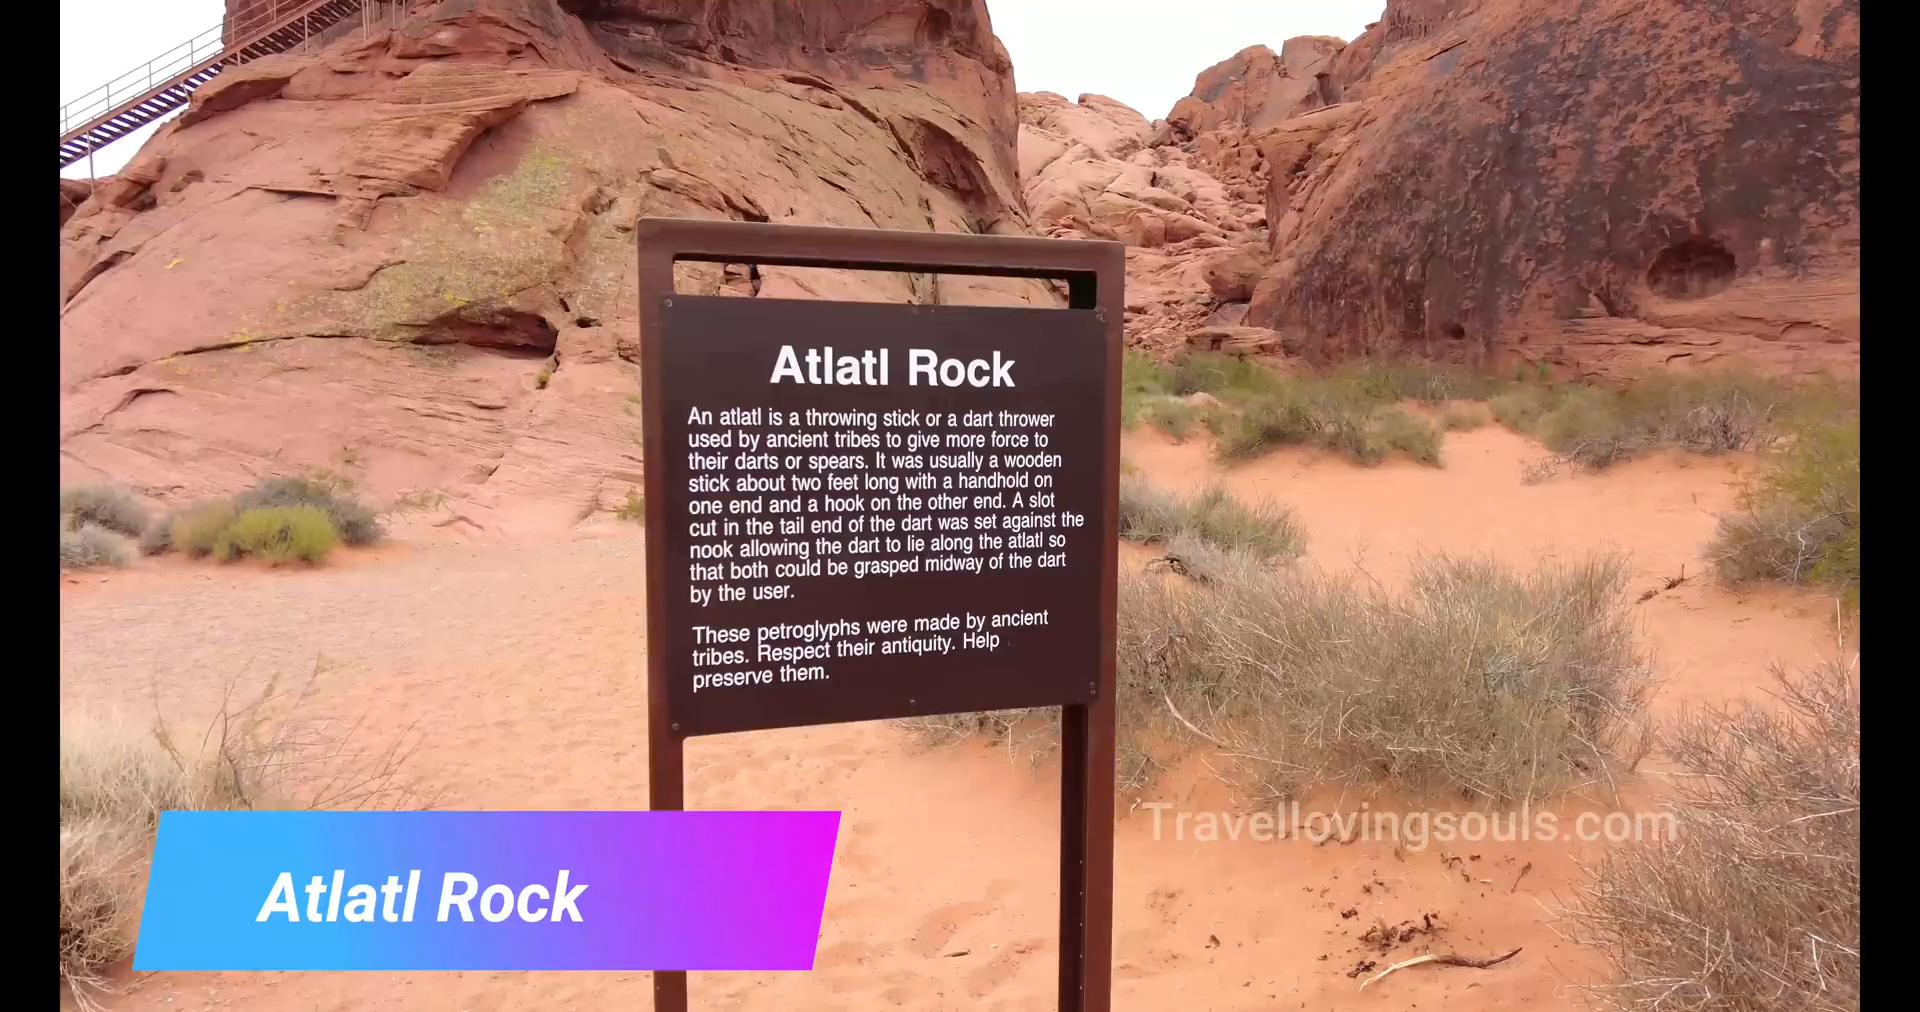 Atlatl Rock
An atlatl is a throwing stick or a dart thrower
used by ancient tribes to give more force to
their darts or spears. It was usually a wooden
stick about two feet long with a handhold on
one end and a hook on the other end. A slot
cut in the tail end of the dart was set against the
nook allowing the dart to lie along the atlatl so
that both could be grasped midway of the dart
by the user.
These petroglyphs were made by ancient
tribes. Respect their antiquity. Help
preserve them.
Travellovingsouls.com
Atlatl Rock